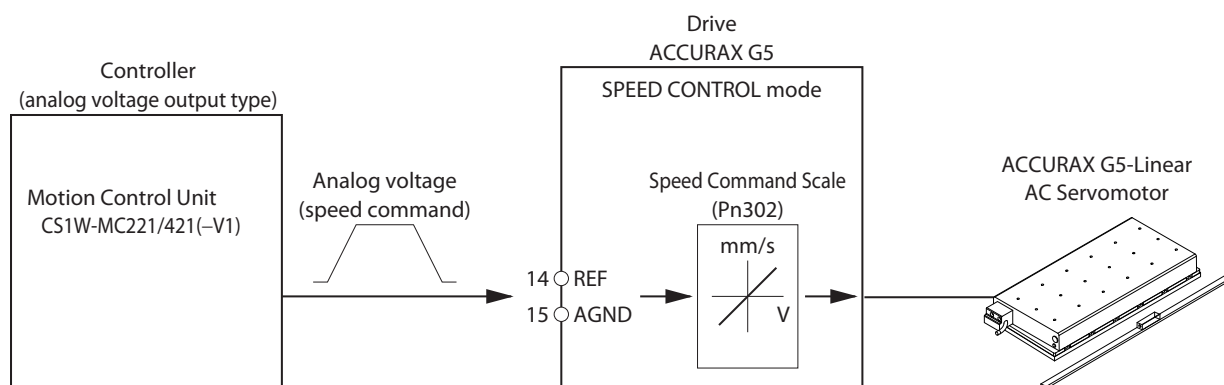 Drive
ACCURAX G5
Controller
(analog voltage output type)
SPEED CONTROL mode
Motion Control Unit
CS1W-MC221/421(–V1)
Analog voltage
(speed command)
Speed Command Scale
(Pn302)
mm/s
V
14 REF
15 AGND
ACCURAX G5-Linear
AC Servomotor